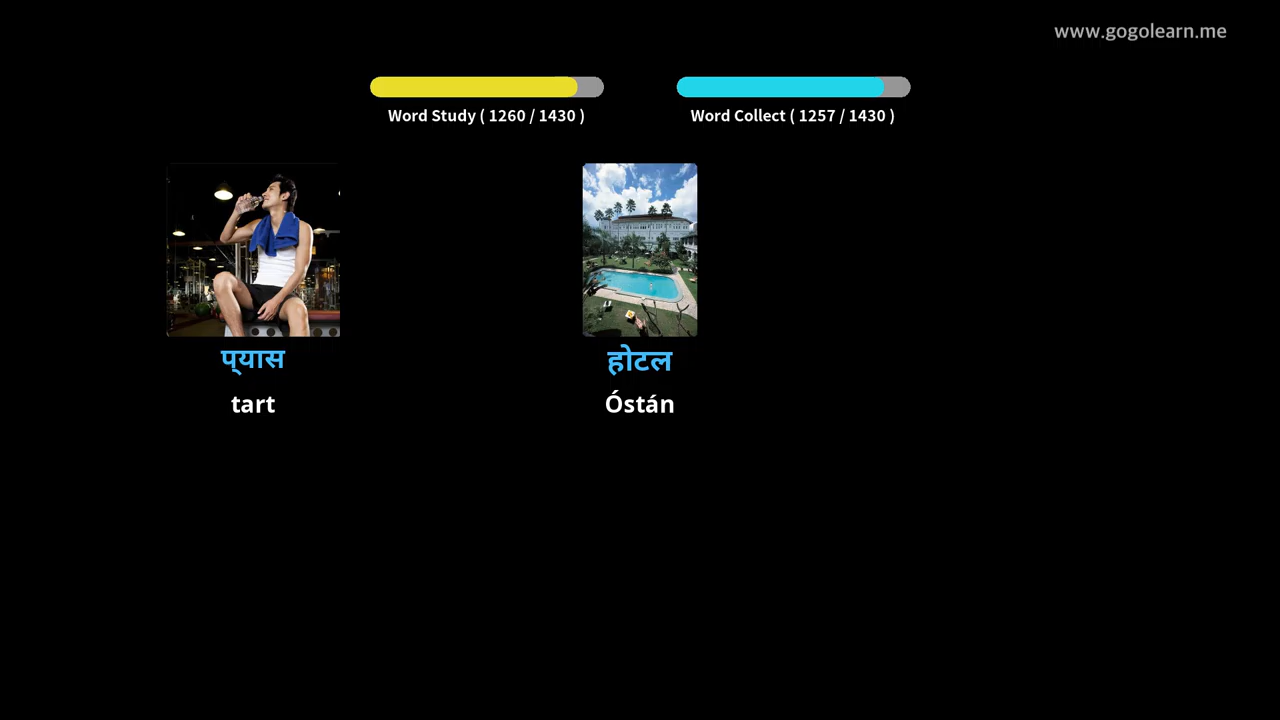 www.gogolearn.me
Word Study ( 1260 / 1430 )
Word Collect ( 1257 / 1430 )
प्यास
होटल
tart
Óstán